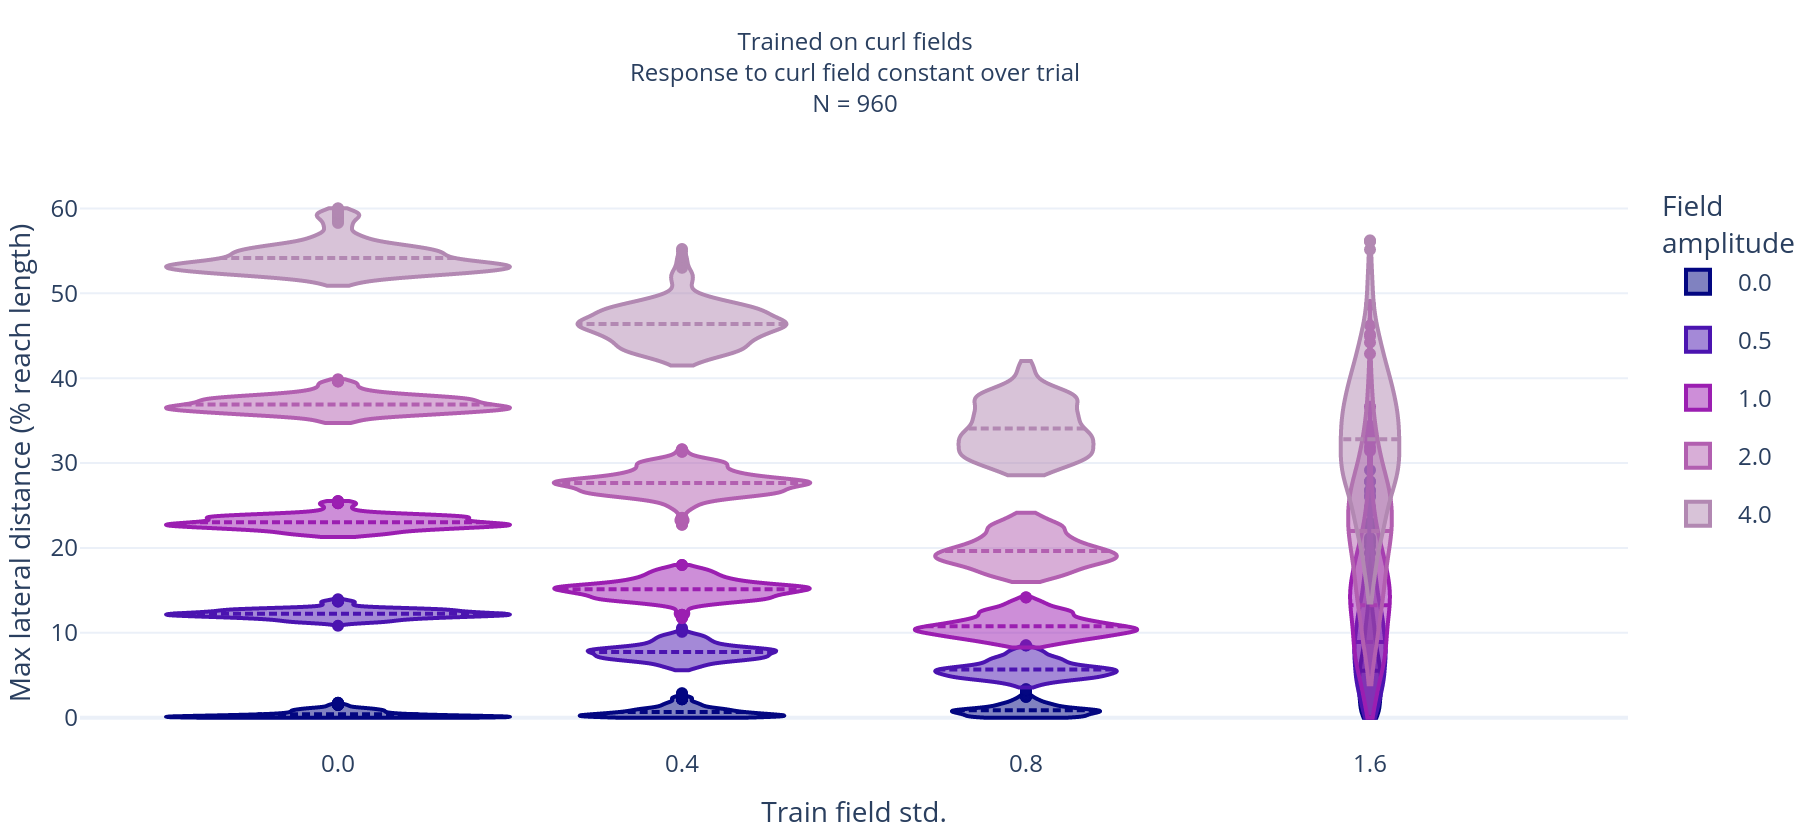 Trained on curl fields
Response to curl field constant over trial
N = 960
Max lateral distance (% reach length)
60
50
40
30
20
10
0
0.0
0.4
0.8
1.6
Train field std.
Field
amplitude
0.0
0.5
1.0
2.0
4.0